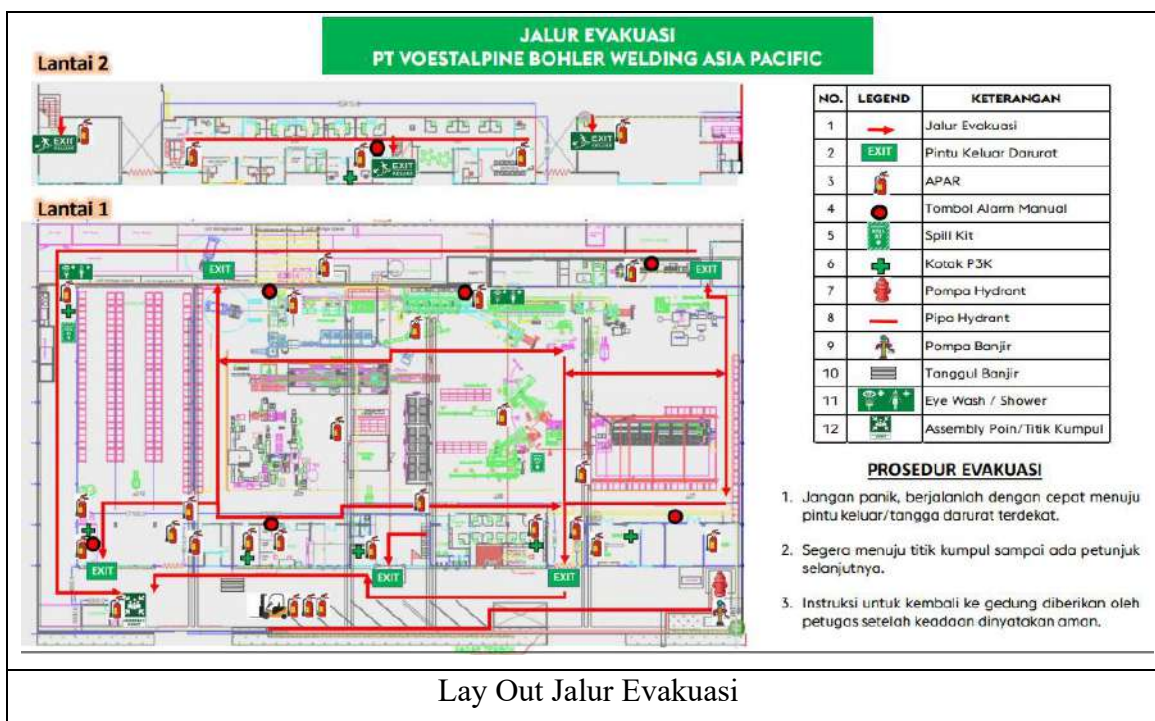 JALUR EVAKUASI
PT VOESTALPINE BOHLER WELDING ASIA PACIFIC
Lantai 2
EXIT
EXIT
EXIT
Lantai 1
EXIT
EXIT
EXIT
EXIT
EXIT
NO. LEGEND KETERANGAN
1 Jalur Evakuasi
2 EXIT Pintu Keluar Darurat
3 APAR
4 Tombol Alarm Manual
5 Spill Kit
6 Kotak P3K
7 Pompa Hydrant
8 Pipa Hydrant
9 Pompa Banjir
10 Tanggul Banjir
11 Eye Wash / Shower
12 Assembly Poin/Titik Kumpul
PROSEDUR EVAKUASI
1. Jangan panik, berjalanlah dengan cepat menuju
pintu keluar/tangga darurat terdekat.
2. Segera menuju titik kumpul sampai ada petunjuk
selanjutnya.
3. Instruksi untuk kembali ke gedung diberikan oleh
petugas setelah keadaan dinyatakan aman.
Lay Out Jalur Evakuasi